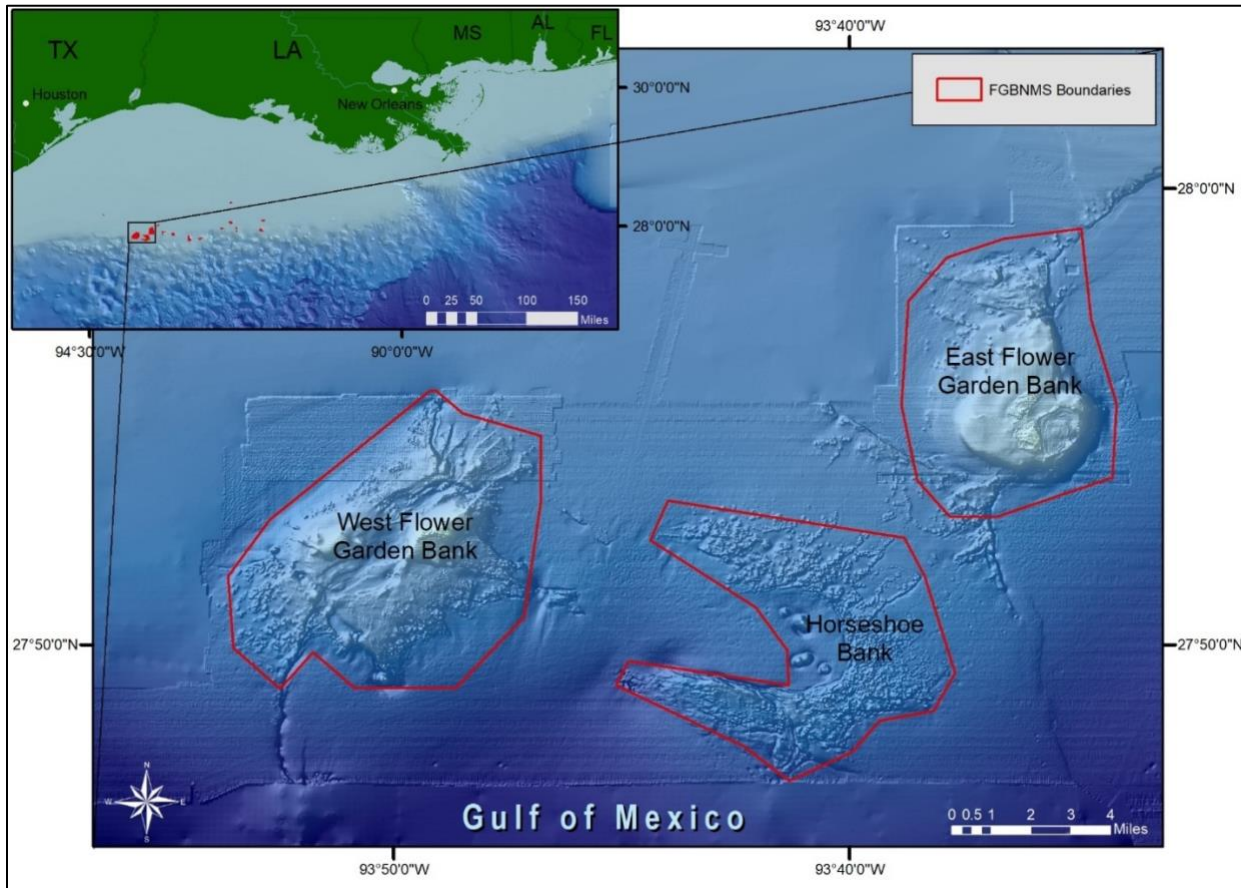 93°40'0"W
TX
LA
MS
AL
FL
Houston
New Orleans
30°0'0"N
28°0'0"N
0 25 50 100 150
Miles
94°30'0"W
90°0'0"W
FGBNMS Boundaries
28°0'0"N
East Flower
Garden Bank
West Flower
Garden Bank
Horseshoe
Bank
27°50'0"N
27°50'0"N
N
W
E
S
Gulf of Mexico
0 0.5 1 2 3 4
Miles
93°50'0"W
93°40'0"W